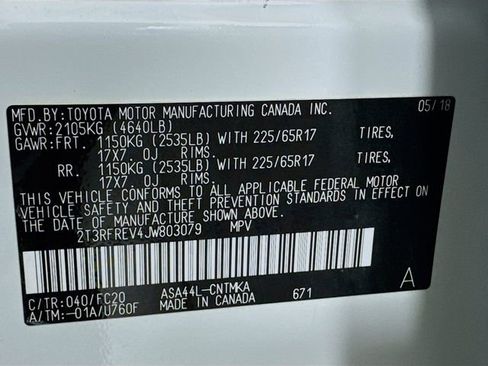 MFD.BY: TOYOTA MOTOR MANUFACTURING CANADA INC. 05/18
GVWR: 2105KG (4640LB)
GAWR: FRT. 1150KG (2535LB) WITH 225/65R17 TIRES,
17X7. 0J RIMS.
RR. 1150KG (2535LB) WITH 225/65R17 TIRES,
17X7. 0J RIMS.
THIS VEHICLE CONFORMS TO ALL APPLICABLE FEDERAL MOTOR
VEHICLE SAFETY AND THEFT PREVENTION STANDARDS IN EFFECT ON
THE DATE OF MANUFACTURE SHOWN ABOVE.
2T3RFREV4JW803079 MPV
C/TR: 040/FC20 ASA44L-CNTMKA A
A/TM: -01A/U760F MADE IN CANADA 671